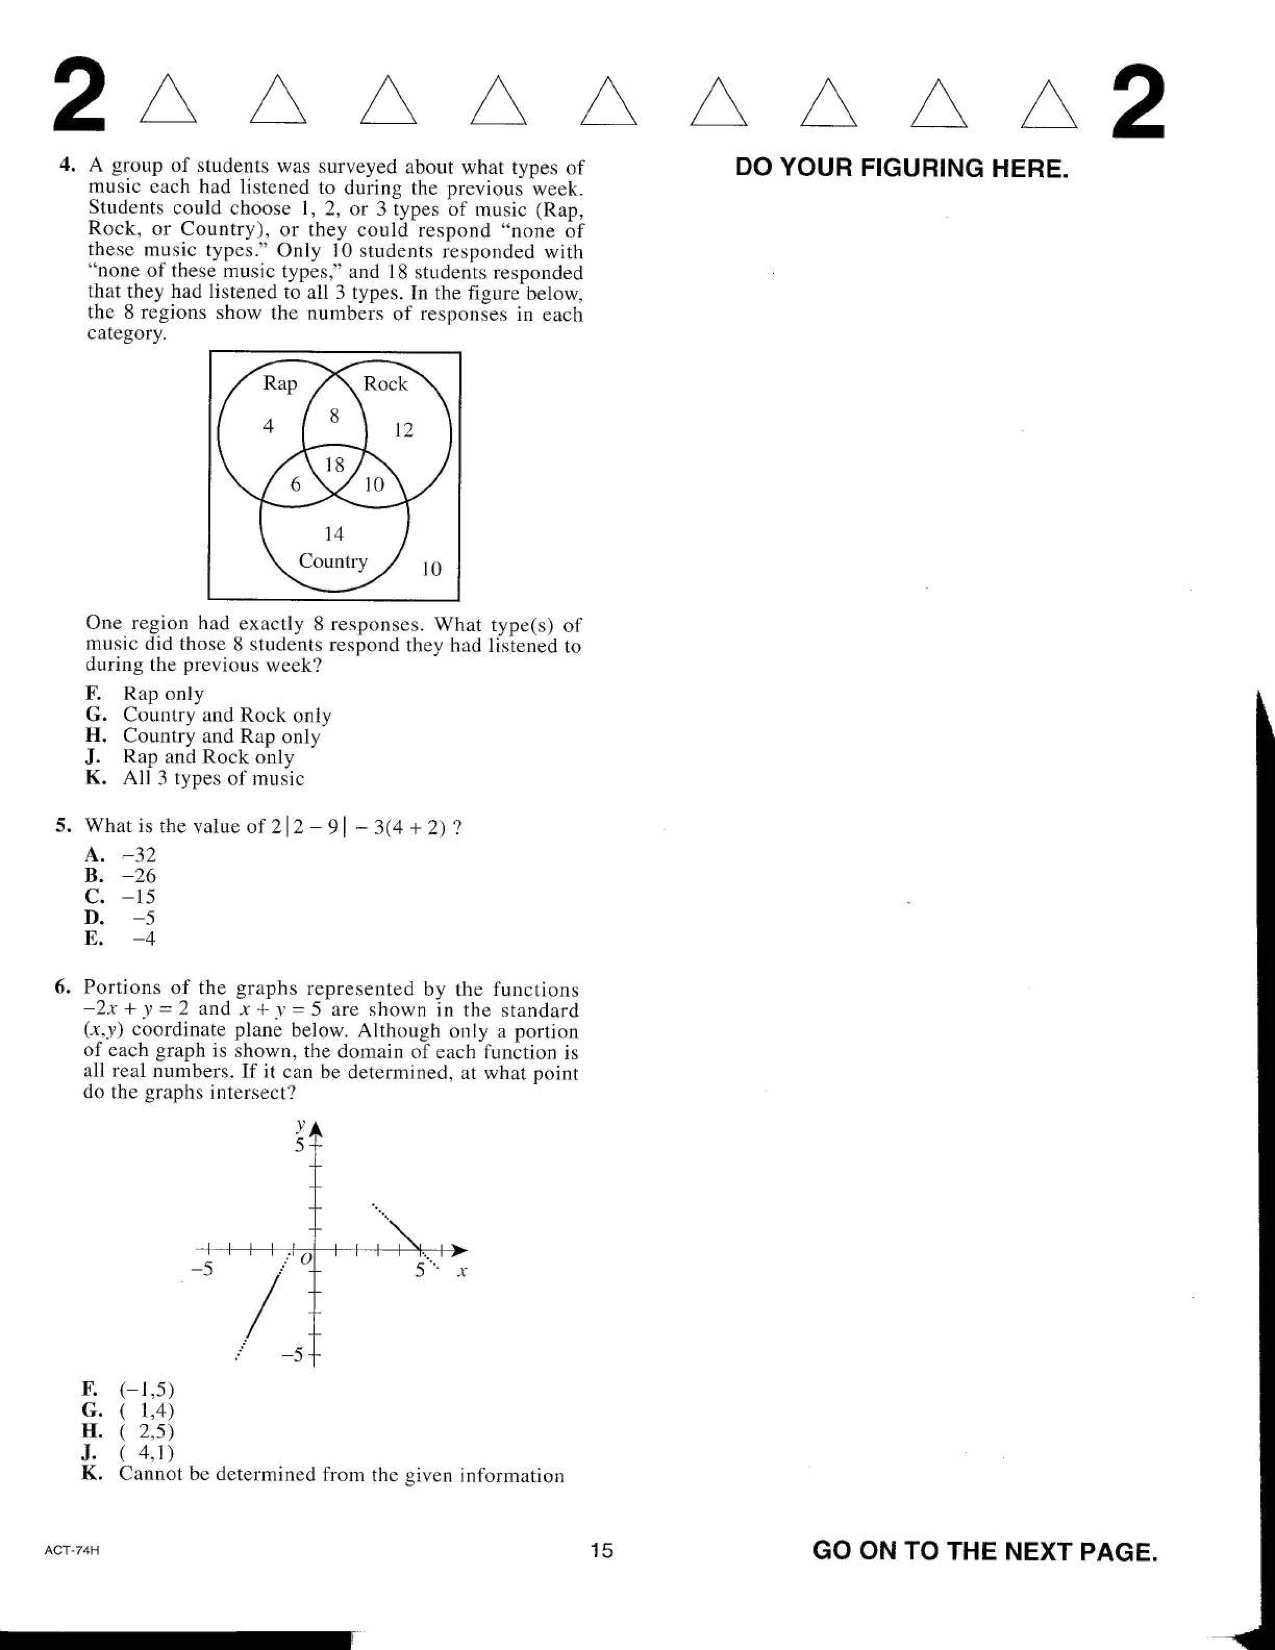 2 2
4. A group of students was surveyed about what types of
music each had listened to during the previous week.
Students could choose 1, 2, or 3 types of music (Rap,
Rock, or Country), or they could respond “none of
these music types.” Only 10 students responded with
“none of these music types,” and 18 students responded
that they had listened to all 3 types. In the figure below,
the 8 regions show the numbers of responses in each
category.
DO YOUR FIGURING HERE.
Rap Rock
8
4 12
18
6 10
14
Country
10
One region had exactly 8 responses. What type(s) of
music did those 8 students respond they had listened to
during the previous week?
F. Rap only
G. Country and Rock only
H. Country and Rap only
J. Rap and Rock only
K. All 3 types of music
5. What is the value of 2|2 – 9| – 3(4 + 2) ?
A. –32
B. –26
C. –15
D. –5
E. –4
6. Portions of the graphs represented by the functions
–2x + y = 2 and x + y = 5 are shown in the standard
(x,y) coordinate plane below. Although only a portion
of each graph is shown, the domain of each function is
all real numbers. If it can be determined, at what point
do the graphs intersect?
y
5
O
–5 5 x
–5
F. (–1,5)
G. ( 1,4)
H. ( 2,5)
J. ( 4,1)
K. Cannot be determined from the given information
ACT-74H 15 GO ON TO THE NEXT PAGE.